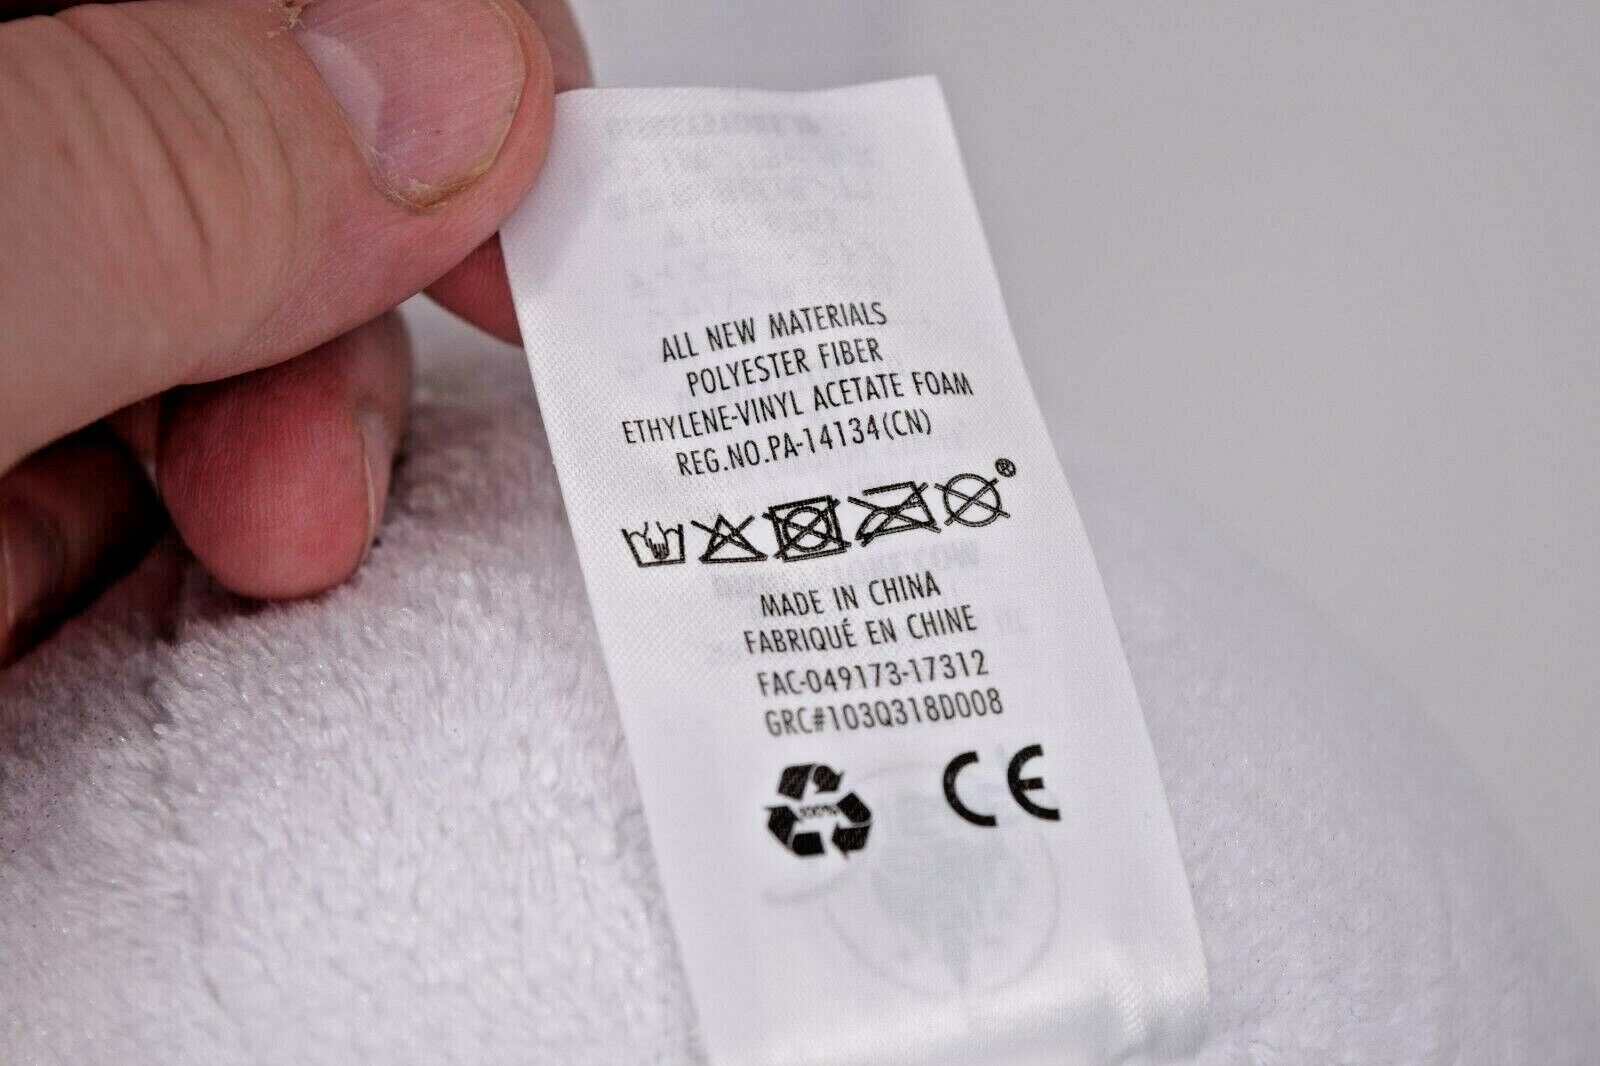 ALL NEW MATERIALS
POLYESTER FIBER
ETHYLENE-VINYL ACETATE FOAM
REG.NO.PA-14134(CN)
®
MADE IN CHINA
FABRIQUÉ EN CHINE
FAC-049173-17312
GRC#103Q318D008
CE